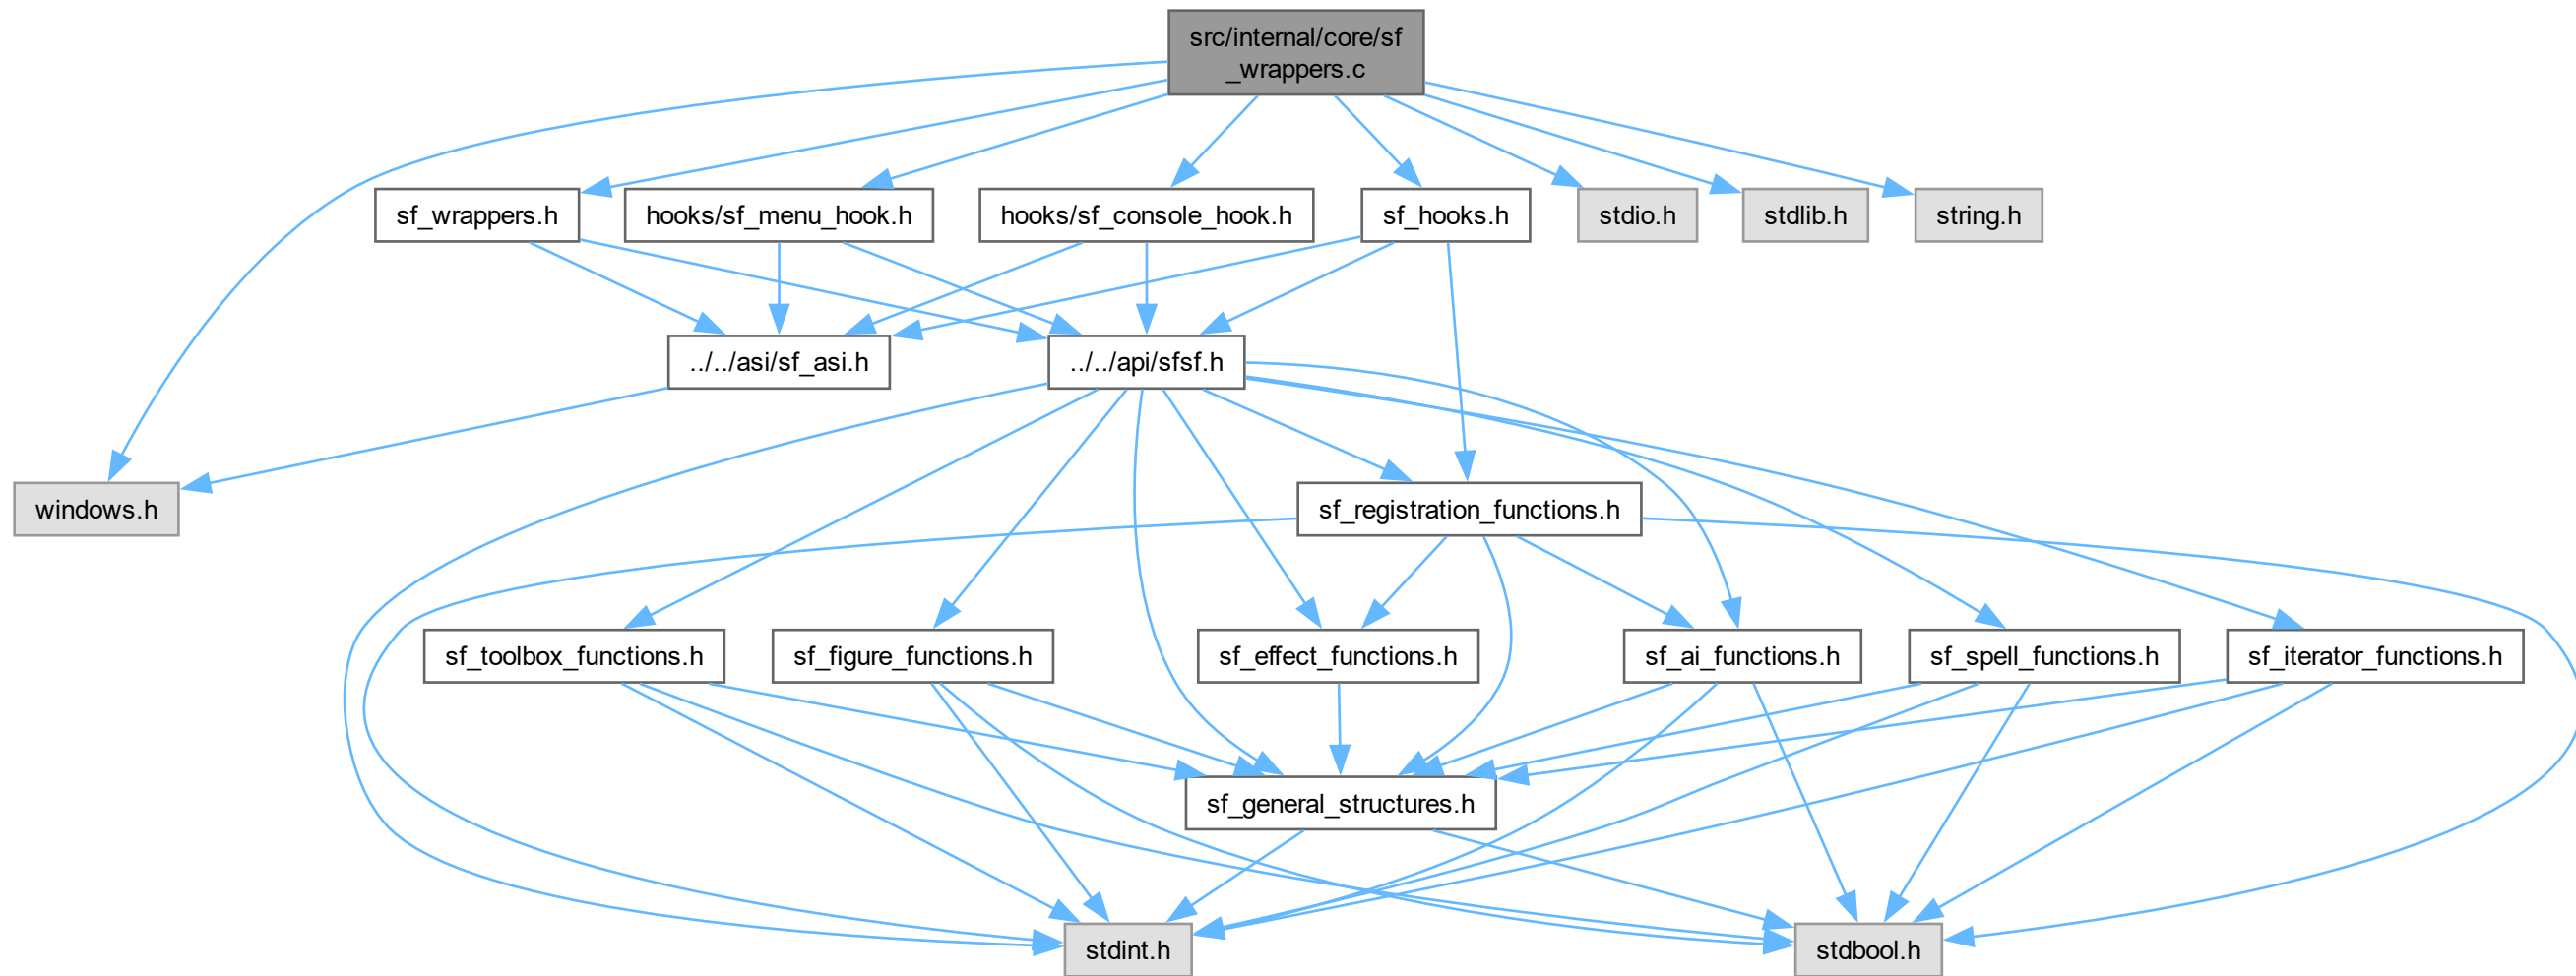 src/internal/core/sf
_wrappers.c
sf_wrappers.h
hooks/sf_menu_hook.h
hooks/sf_console_hook.h
sf_hooks.h
stdio.h
stdlib.h
string.h
../../asi/sf_asi.h
../../api/sfsf.h
windows.h
sf_registration_functions.h
sf_toolbox_functions.h
sf_figure_functions.h
sf_effect_functions.h
sf_ai_functions.h
sf_spell_functions.h
sf_iterator_functions.h
sf_general_structures.h
stdint.h
stdbool.h